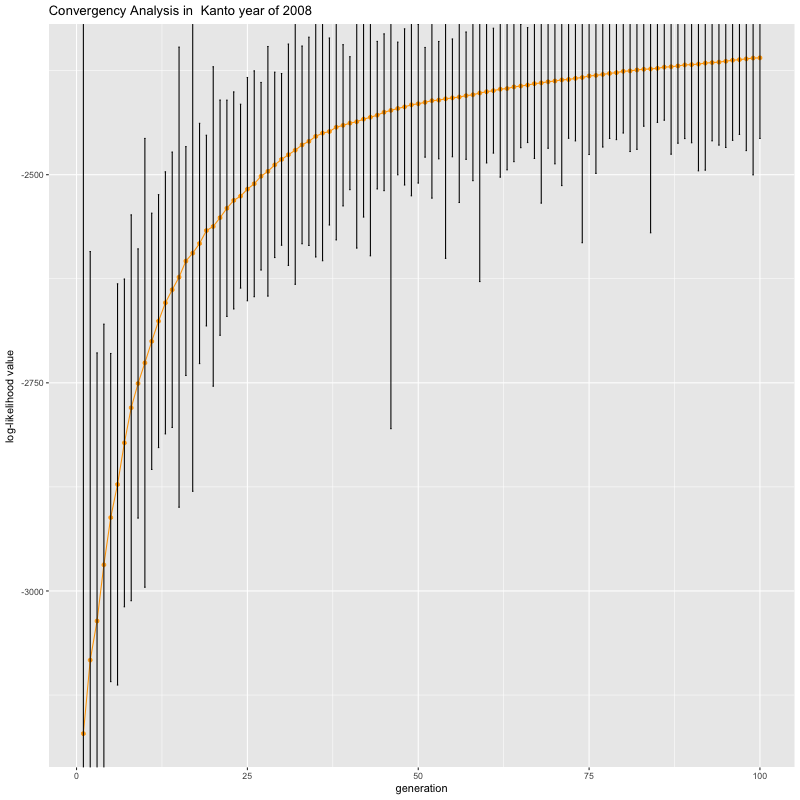 Convergency Analysis in  Kanto year of 2008
log-likelihood value
-2500
-2750
-3000
0 25 50 75 100
generation